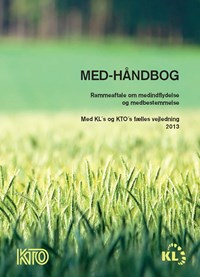 MED-HÅNDBOG
Rammeaftale om medindflydelse
og medbestemmelse
Med KL's og KTO's fælles vejledning
2013
KTO
KL